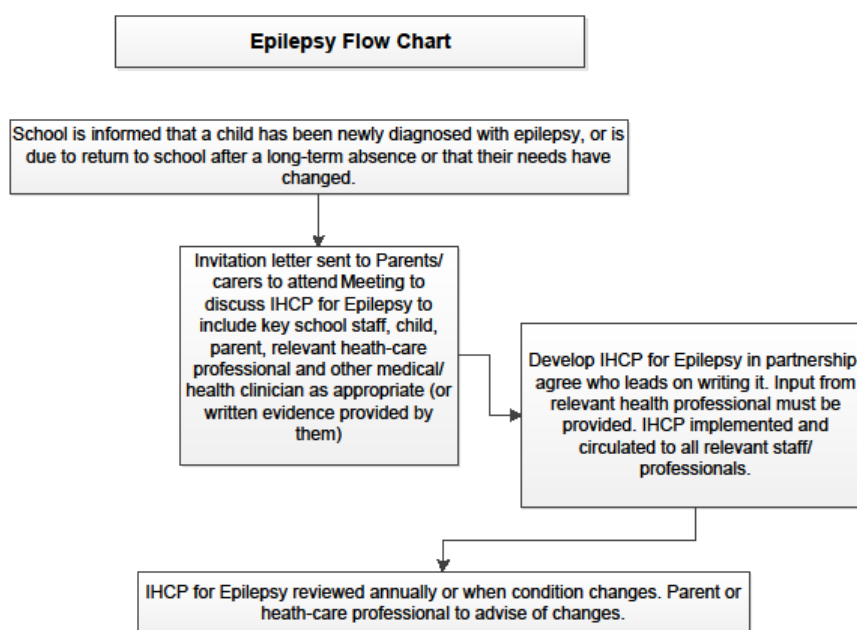 Epilepsy Flow Chart
School is informed that a child has been newly diagnosed with epilepsy, or is
due to return to school after a long-term absence or that their needs have
changed.
Invitation letter sent to Parents/
carers to attend Meeting to
discuss IHCP for Epilepsy to
include key school staff, child,
parent, relevant heath-care
professional and other medical/
health clinician as appropriate (or
written evidence provided by
them)
Develop IHCP for Epilepsy in partnership
agree who leads on writing it. Input from
relevant health professional must be
provided. IHCP implemented and
circulated to all relevant staff/
professionals.
IHCP for Epilepsy reviewed annually or when condition changes. Parent or
heath-care professional to advise of changes.